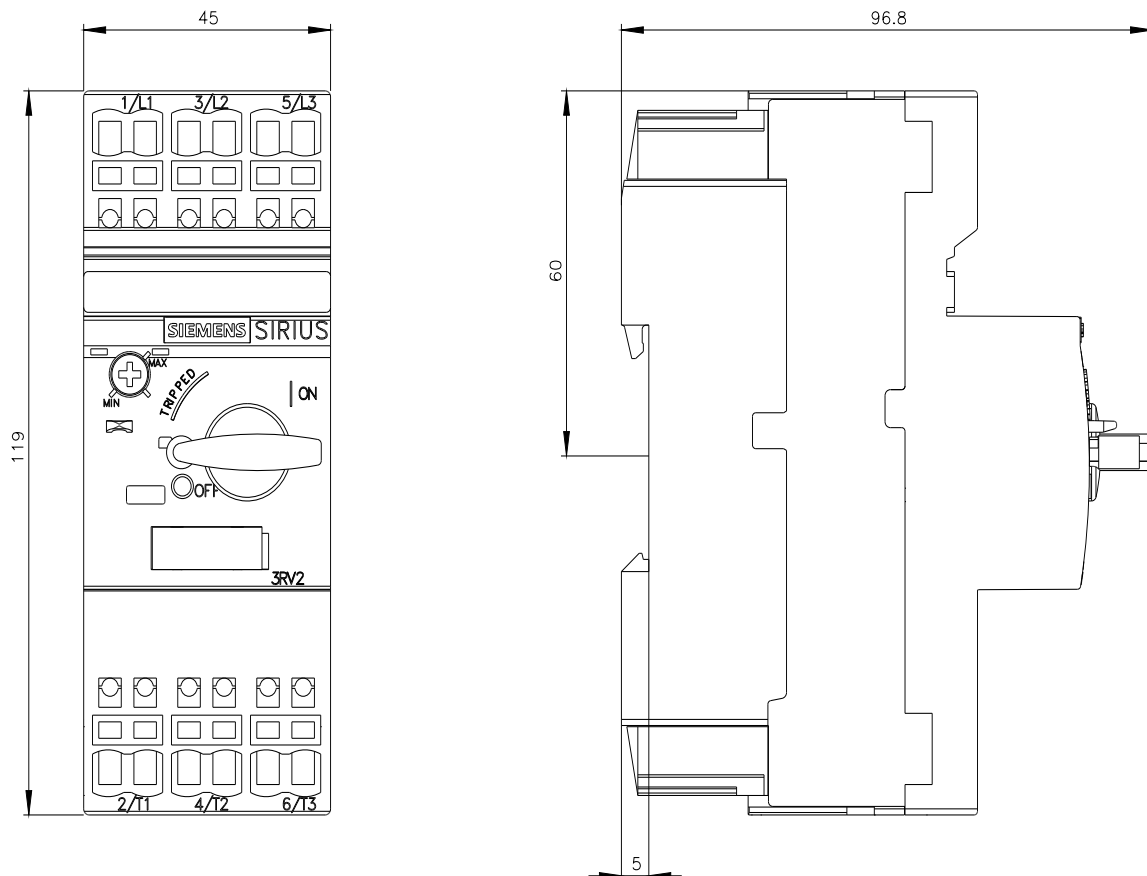 45
96.8
1/L1 3/L2 5/L3
60
SIEMENS SIRIUS
MAX
MIN
TRIPPED
ON
119
OFF
3RV2
2/T1 4/T2 6/T3
5